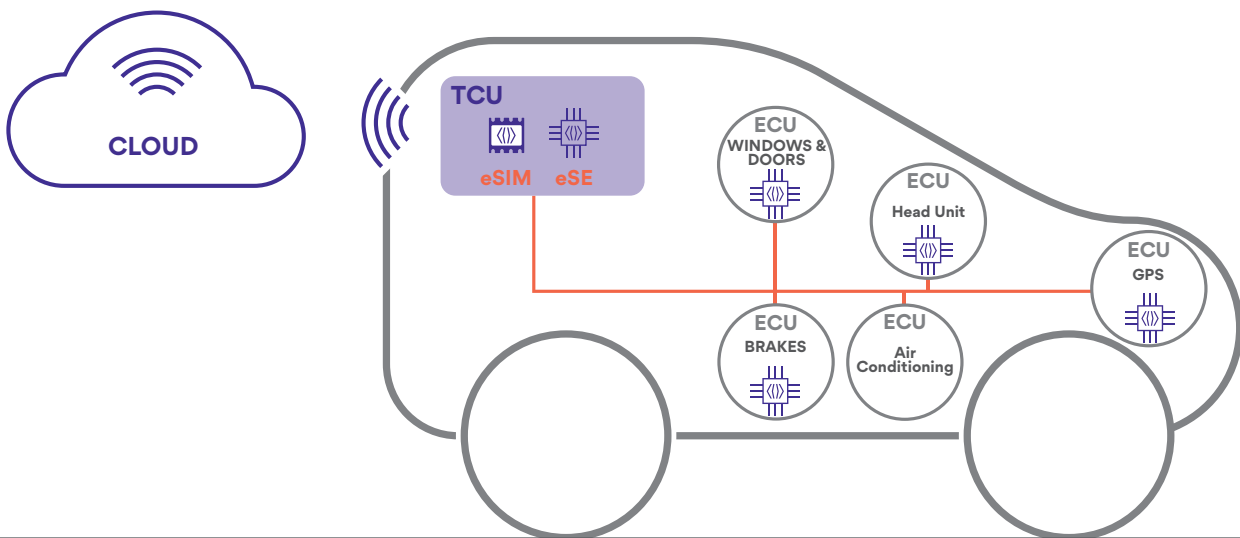 CLOUD
TCU
eSIM
eSE
ECU
WINDOWS &
DOORS
ECU
Head Unit
ECU
GPS
ECU
BRAKES
ECU
Air
Conditioning